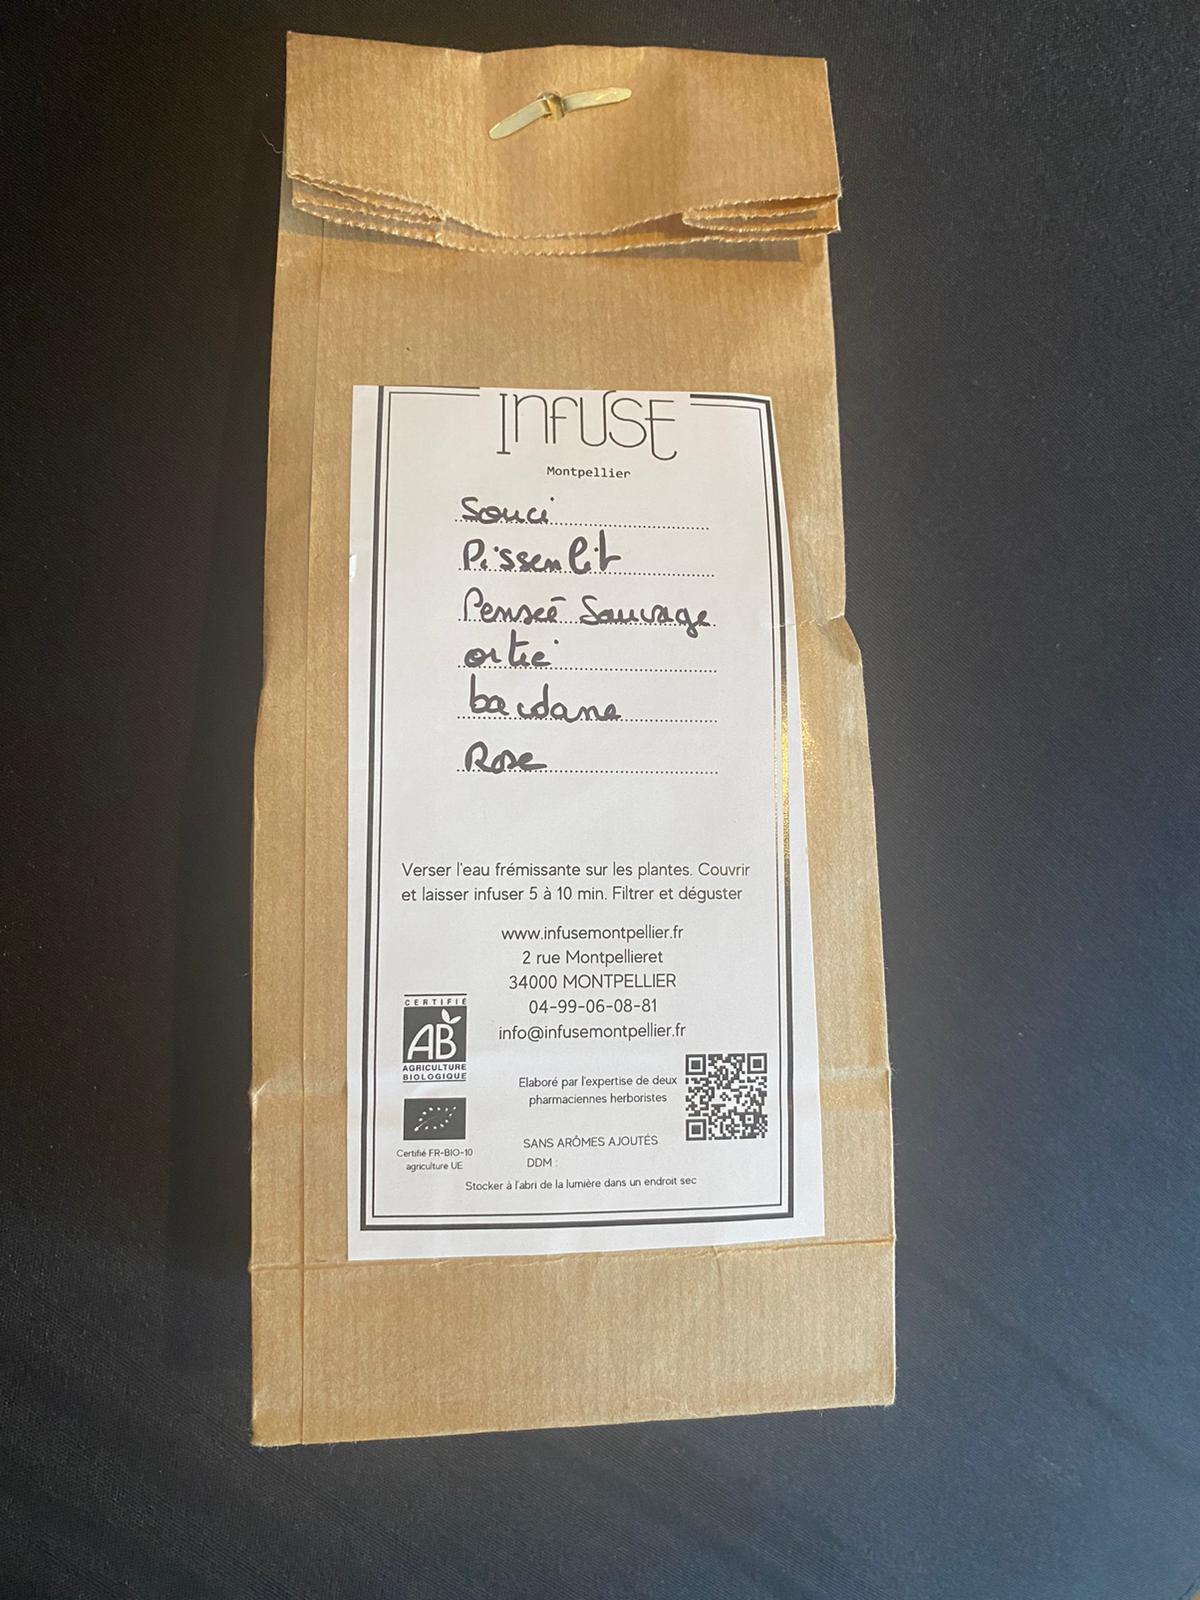 INFUSE
Montpellier
Souci
Pissenlit
Pensée Sauvage
ortie
bardane
Rose
Verser l'eau frémissante sur les plantes. Couvrir
et laisser infuser 5 à 10 min. Filtrer et déguster
www.infusemontpellier.fr
2 rue Montpellieret
34000 MONTPELLIER
04-99-06-08-81
info@infusemontpellier.fr
CERTIFIÉ
AB
AGRICULTURE
BIOLOGIQUE
Certifié FR-BIO-10
agriculture UE
Elaboré par l'expertise de deux
pharmaciennes herboristes
SANS ARÔMES AJOUTÉS
DDM :
Stocker à l'abri de la lumière dans un endroit sec